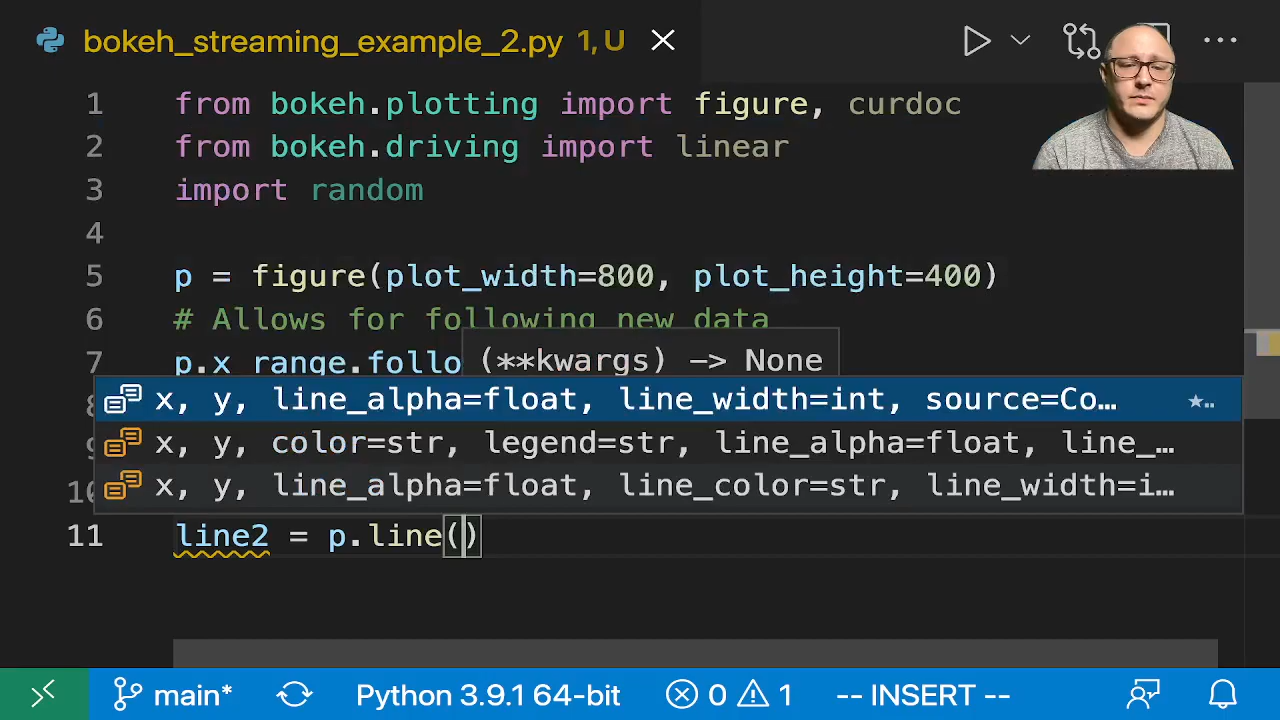 bokeh_streaming_example_2.py 1, U
1 from bokeh.plotting import figure, curdoc
2 from bokeh.driving import linear
3 import random
4
5 p = figure(plot_width=800, plot_height=400)
6 # Allows for following new data
7 p.x_range.follo
(**kwargs) -> None
x, y, line_alpha=float, line_width=int, source=Co…
x, y, color=str, legend=str, line_alpha=float, line_…
x, y, line_alpha=float, line_color=str, line_width=i…
10
11 line2 = p.line()
main* Python 3.9.1 64-bit 0 1 -- INSERT --